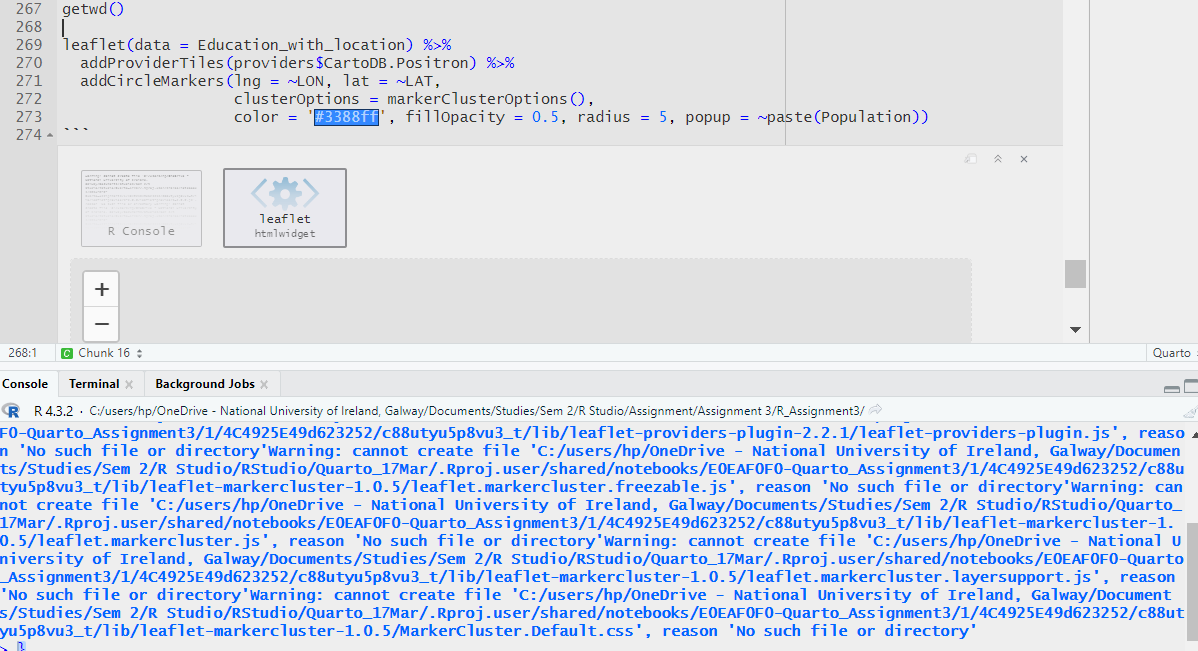 267 getwd()
268
269 leaflet(data = Education_with_location) %>%
270 addProviderTiles(providers$CartoDB.Positron) %>%
271 addCircleMarkers(lng = ~LON, lat = ~LAT,
272 clusterOptions = markerClusterOptions(),
273 color = '#3388ff', fillOpacity = 0.5, radius = 5, popup = ~paste(Population))
274 ```
R Console
leaflet
htmlwidget
+
−
268:1 C Chunk 16 Quarto
Console Terminal Background Jobs
R 4.3.2 · C:/users/hp/OneDrive - National University of Ireland, Galway/Documents/Studies/Sem 2/R Studio/Assignment/Assignment 3/R_Assignment3/
F0-Quarto_Assignment3/1/4C4925E49d623252/c88utyu5p8vu3_t/lib/leaflet-providers-plugin-2.2.1/leaflet-providers-plugin.js', reaso
n 'No such file or directory'Warning: cannot create file 'C:/users/hp/OneDrive - National University of Ireland, Galway/Documen
ts/Studies/Sem 2/R Studio/RStudio/Quarto_17Mar/.Rproj.user/shared/notebooks/E0EAF0F0-Quarto_Assignment3/1/4C4925E49d623252/c88u
tyu5p8vu3_t/lib/leaflet-markercluster-1.0.5/leaflet.markercluster.freezable.js', reason 'No such file or directory'Warning: can
not create file 'C:/users/hp/OneDrive - National University of Ireland, Galway/Documents/Studies/Sem 2/R Studio/RStudio/Quarto_
17Mar/.Rproj.user/shared/notebooks/E0EAF0F0-Quarto_Assignment3/1/4C4925E49d623252/c88utyu5p8vu3_t/lib/leaflet-markercluster-1.
0.5/leaflet.markercluster.js', reason 'No such file or directory'Warning: cannot create file 'C:/users/hp/OneDrive - National U
niversity of Ireland, Galway/Documents/Studies/Sem 2/R Studio/RStudio/Quarto_17Mar/.Rproj.user/shared/notebooks/E0EAF0F0-Quarto
_Assignment3/1/4C4925E49d623252/c88utyu5p8vu3_t/lib/leaflet-markercluster-1.0.5/leaflet.markercluster.layersupport.js', reason
'No such file or directory'Warning: cannot create file 'C:/users/hp/OneDrive - National University of Ireland, Galway/Document
s/Studies/Sem 2/R Studio/RStudio/Quarto_17Mar/.Rproj.user/shared/notebooks/E0EAF0F0-Quarto_Assignment3/1/4C4925E49d623252/c88ut
yu5p8vu3_t/lib/leaflet-markercluster-1.0.5/MarkerCluster.Default.css', reason 'No such file or directory'